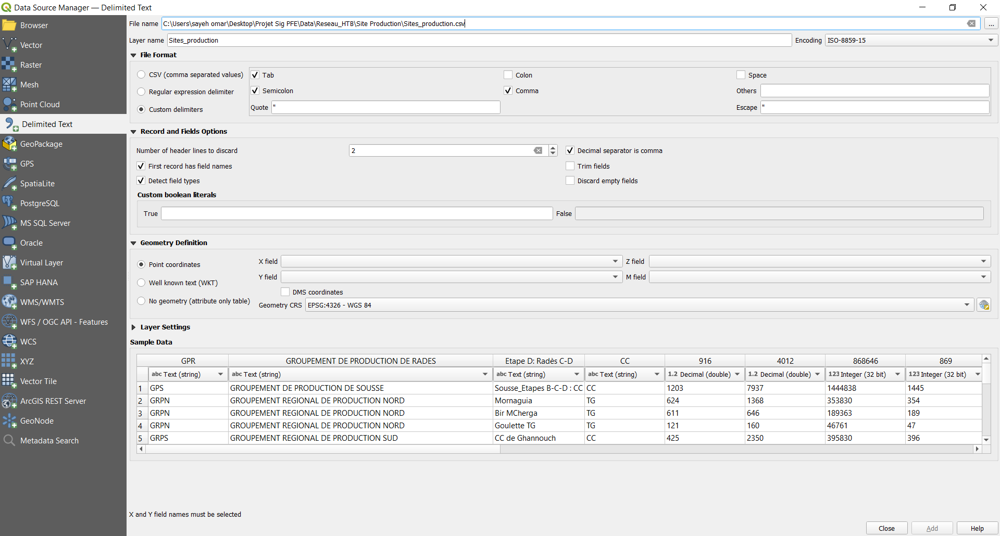 Data Source Manager — Delimited Text
Browser
Vector
Raster
Mesh
Point Cloud
Delimited Text
GeoPackage
GPS
SpatiaLite
PostgreSQL
MS SQL Server
Oracle
Virtual Layer
SAP HANA
WMS/WMTS
WFS / OGC API - Features
WCS
XYZ
Vector Tile
ArcGIS REST Server
GeoNode
Metadata Search
File name C:\Users\sayeh omar\Desktop\Projet Sig PFE\Data\Reseau_HTB\Site Production\Sites_production.csv ...
Layer name Sites_production Encoding ISO-8859-15
File Format
CSV (comma separated values) Tab Colon Space
Regular expression delimiter Semicolon Comma Others
Custom delimiters Quote " Escape "
Record and Fields Options
Number of header lines to discard 2 Decimal separator is comma
First record has field names Trim fields
Detect field types Discard empty fields
Custom boolean literals
True False
Geometry Definition
Point coordinates X field Z field
Y field M field
Well known text (WKT)
DMS coordinates
No geometry (attribute only table) Geometry CRS EPSG:4326 - WGS 84
Layer Settings
Sample Data
GPR GROUPEMENT DE PRODUCTION DE RADES Etape D: Radès C-D CC 916 4012 868646 869
abc Text (string) abc Text (string) abc Text (string) abc Text (string) 1.2 Decimal (double) 1.2 Decimal (double) 123 Integer (32 bit) 123 Integer (32 bit)
1 GPS GROUPEMENT DE PRODUCTION DE SOUSSE Sousse_Etapes B-C-D : CC CC 1203 7937 1444838 1445
2 GRPN GROUPEMENT REGIONAL DE PRODUCTION NORD Mornaguia TG 624 1368 353830 354
3 GRPN GROUPEMENT REGIONAL DE PRODUCTION NORD Bir MCherga TG 611 646 189363 189
4 GRPN GROUPEMENT REGIONAL DE PRODUCTION NORD Goulette TG TG 121 160 46761 47
5 GRPS GROUPEMENT REGIONAL DE PRODUCTION SUD CC de Ghannouch CC 425 2350 395830 396
X and Y field names must be selected
Close Add Help